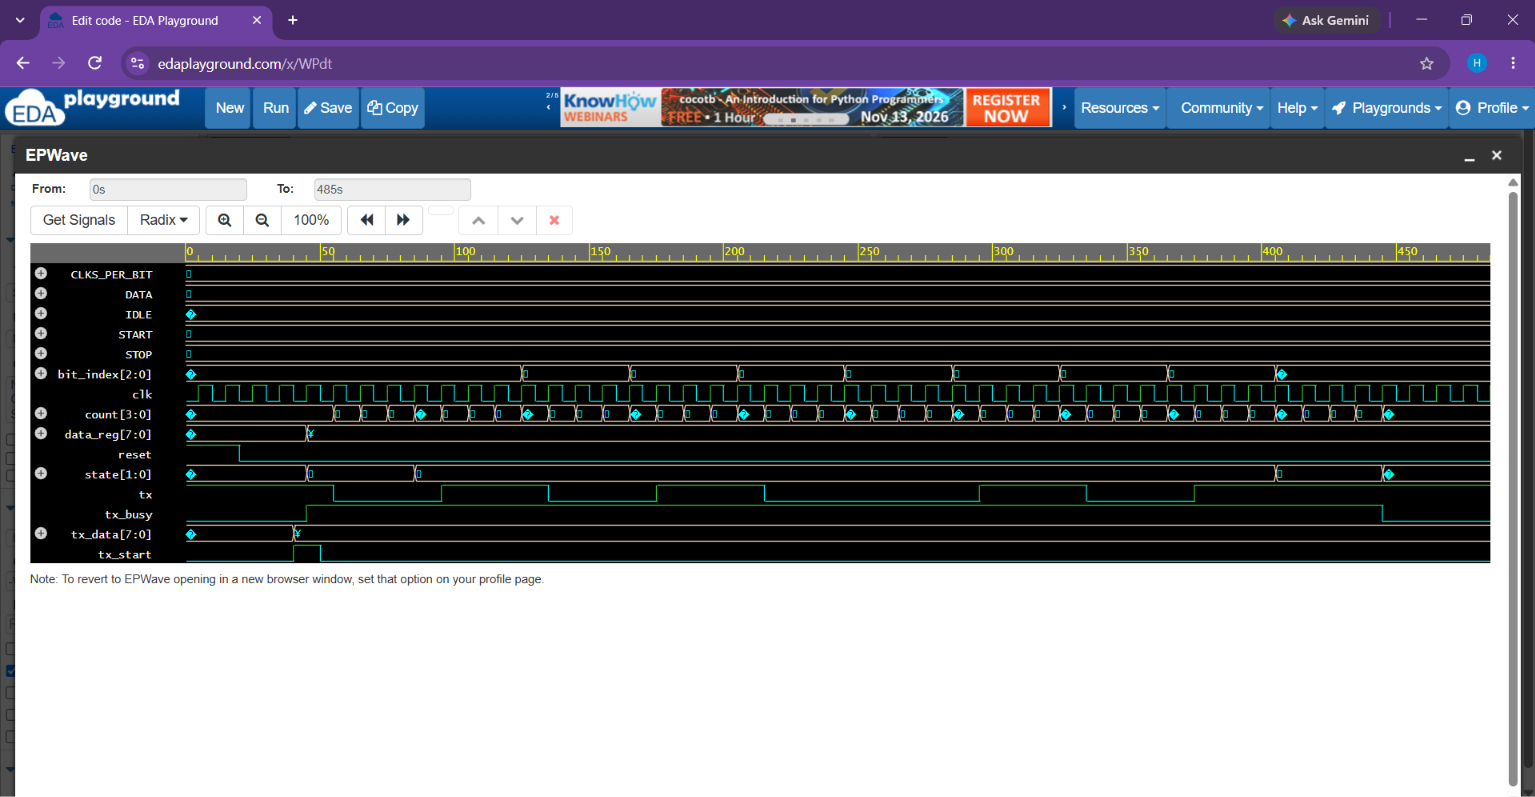 Edit code - EDA Playground
Ask Gemini
edaplayground.com/x/WPdt
H
EDA playground
New
Run
Save
Copy
2/5
KnowHow WEBINARS
cocotb - An Introduction for Python Programmers
FREE • 1 Hour
Nov 13, 2026
REGISTER NOW
Resources
Community
Help
Playgrounds
Profile
EPWave
From: 0s To: 485s
Get Signals
Radix
100%
0 50 100 150 200 250 300 350 400 450
CLKS_PER_BIT
DATA
IDLE
START
STOP
bit_index[2:0]
clk
count[3:0]
data_reg[7:0] ¥
reset
state[1:0]
tx
tx_busy
tx_data[7:0] ¥
tx_start
Note: To revert to EPWave opening in a new browser window, set that option on your profile page.